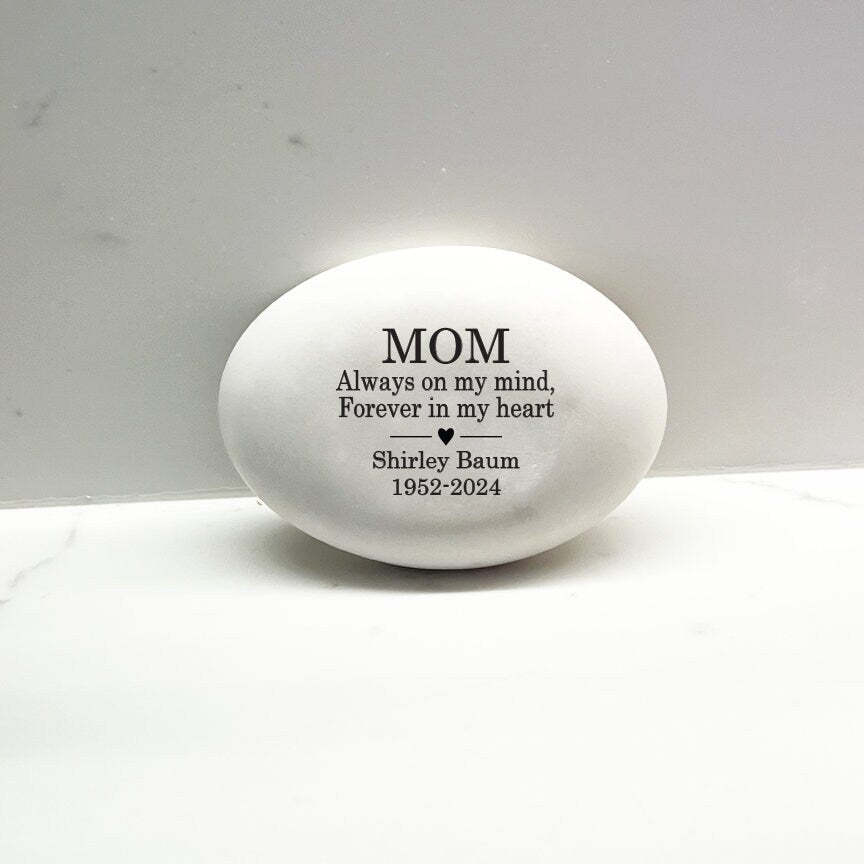 MOM
Always on my mind,
Forever in my heart
Shirley Baum
1952-2024